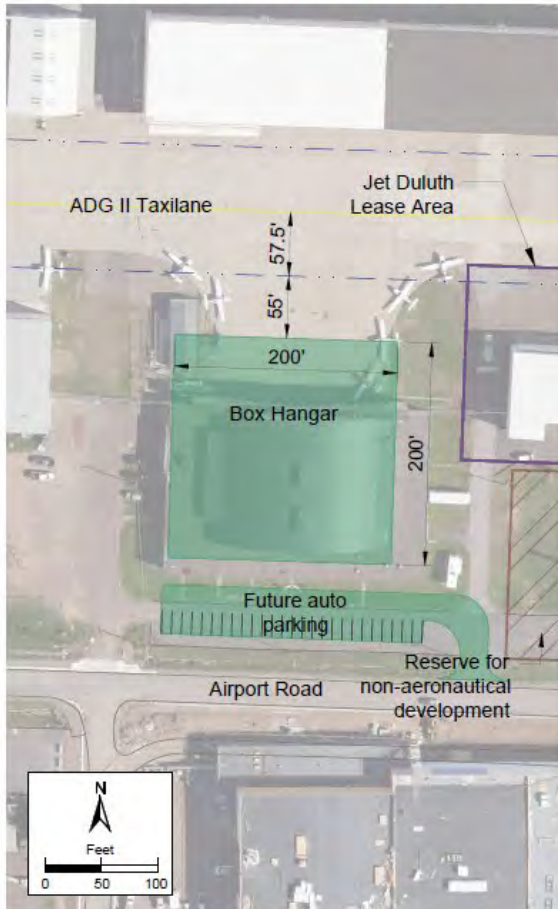 Jet Duluth
Lease Area
ADG II Taxilane
57.5'
55'
200'
Box Hangar
200'
Future auto
parking
Reserve for
non-aeronautical
development
Airport Road
N
Feet
0 50 100